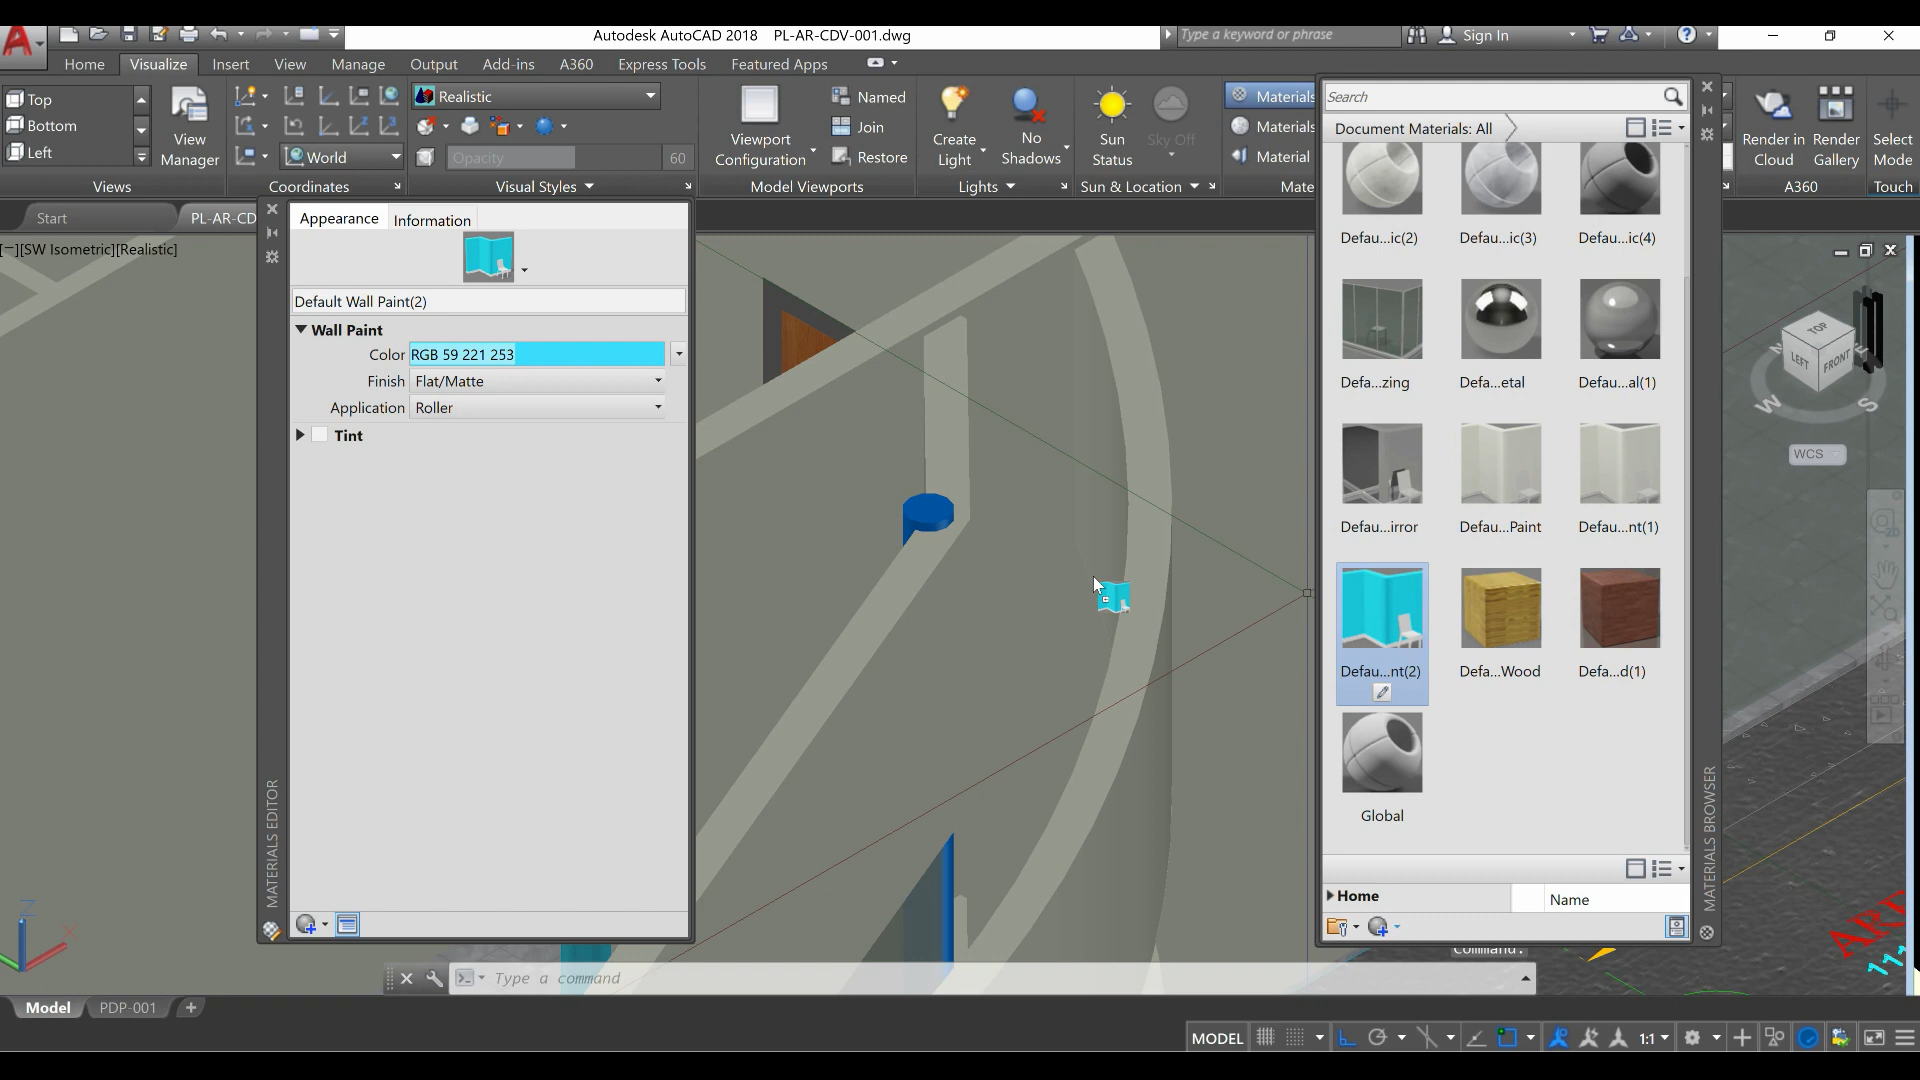 Autodesk AutoCAD 2018 PL-AR-CDV-001.dwg
Type a keyword or phrase
Sign In
Home Visualize Insert View Manage Output Add-ins A360 Express Tools Featured Apps
Top
Bottom
Left
View Manager
Views
World
Coordinates
Realistic
Opacity 60
Visual Styles
Viewport Configuration
Named
Join
Restore
Model Viewports
Create Light
No Shadows
Lights
Sun Status
Sky Off
Sun & Location
Materials
Materials
Material
Mate
Render in Cloud
Render Gallery
A360
Select Mode
Touch
Start
PL-AR-CD
[−][SW Isometric][Realistic]
Appearance Information
Default Wall Paint(2)
Wall Paint
Color RGB 59 221 253
Finish Flat/Matte
Application Roller
Tint
MATERIALS EDITOR
Search
Document Materials: All
Defau...ic(2) Defau...ic(3) Defau...ic(4)
Defa...zing Defa...etal Defau...al(1)
Defau...irror Defau...Paint Defau...nt(1)
Defau...nt(2) Defa...Wood Defa...d(1)
Global
Home
Name
MATERIALS BROWSER
TOP
LEFT
FRONT
N
W
S
WCS
Z
X
Command:
Type a command
Model PDP-001
MODEL
1:1